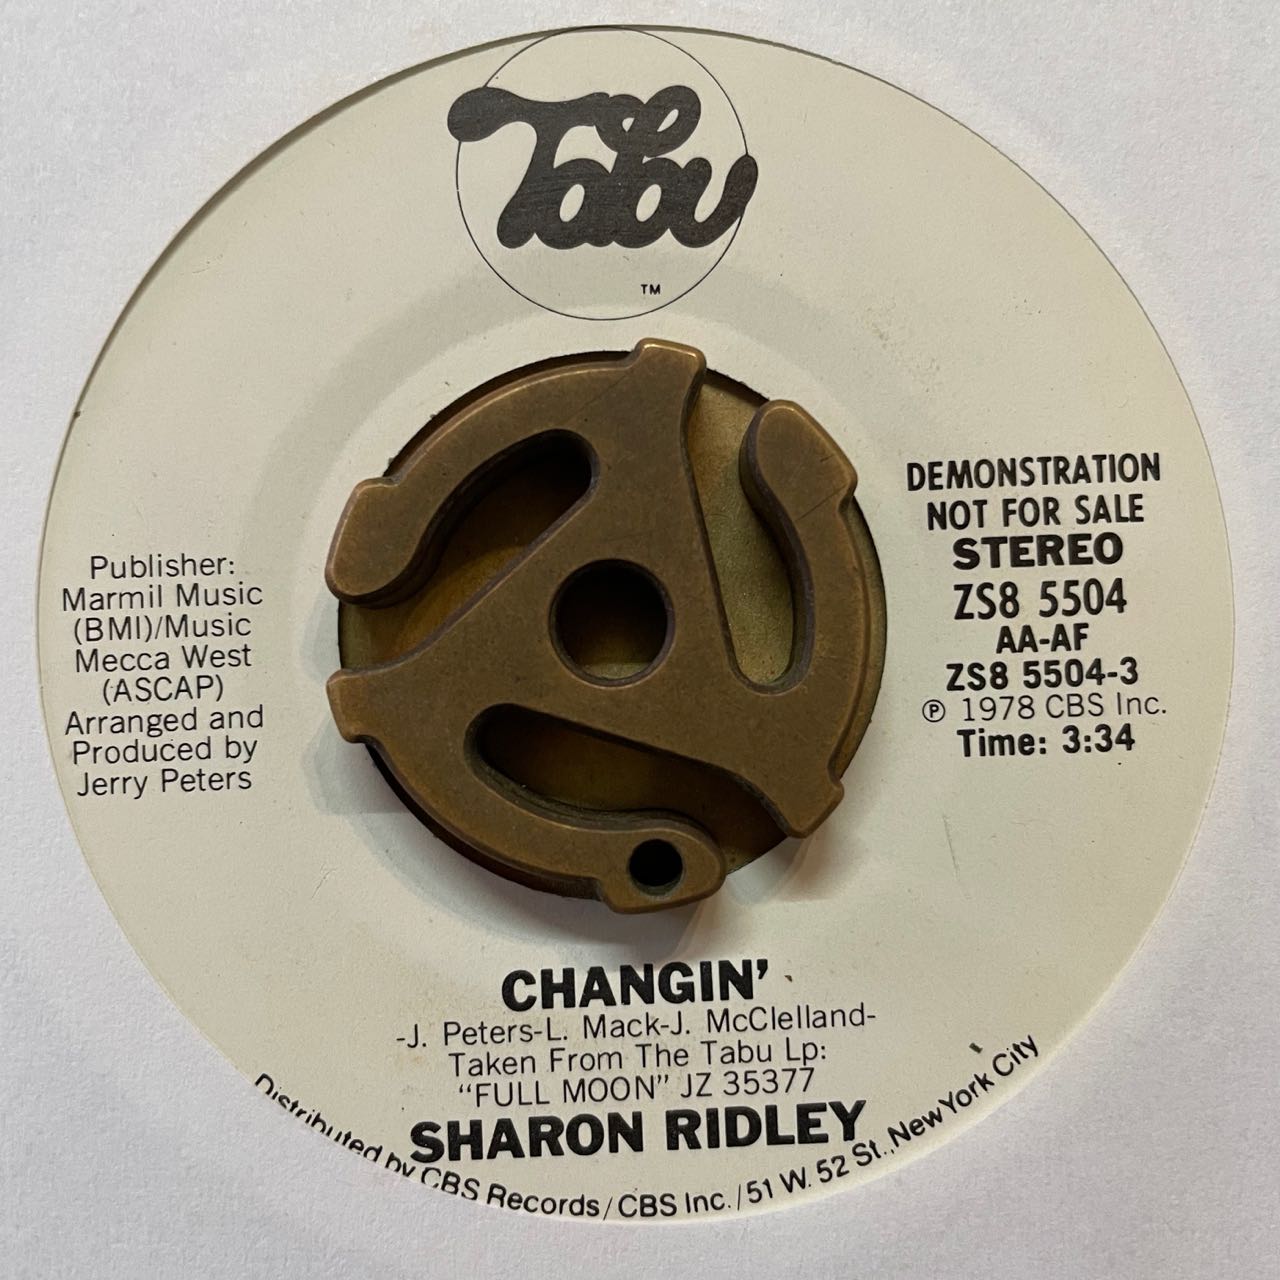 Tabu
TM
DEMONSTRATION
NOT FOR SALE
STEREO
ZS8 5504
AA-AF
ZS8 5504-3
℗ 1978 CBS Inc.
Time: 3:34
Publisher:
Marmil Music
(BMI)/Music
Mecca West
(ASCAP)
Arranged and
Produced by
Jerry Peters
CHANGIN'
-J. Peters-L. Mack-J. McClelland-
Taken From The Tabu Lp:
"FULL MOON" JZ 35377
SHARON RIDLEY
Distributed by CBS Records/CBS Inc./51 W. 52 St., New York City